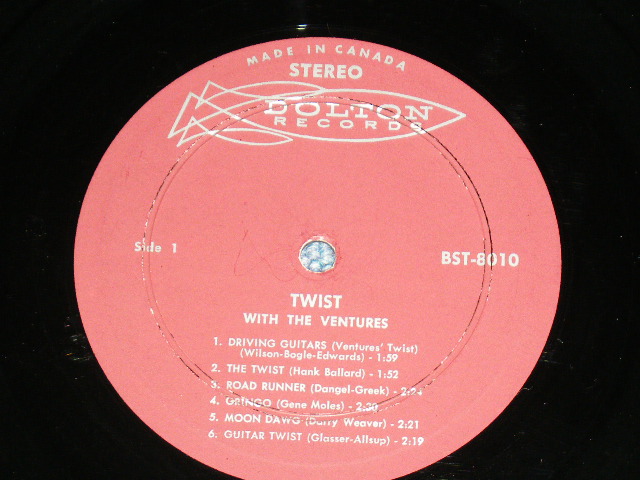 MADE IN CANADA
STEREO
DOLTON
RECORDS
Side 1
BST-8010
TWIST
WITH THE VENTURES
1. DRIVING GUITARS (Ventures' Twist)
(Wilson-Bogle-Edwards) - 1:59
2. THE TWIST (Hank Ballard) - 1:52
3. ROAD RUNNER (Dangel-Greek) - 2:24
4. GRINGO (Gene Moles) - 2:30
5. MOON DAWG (Derry Weaver) - 2:21
6. GUITAR TWIST (Glasser-Allsup) - 2:19